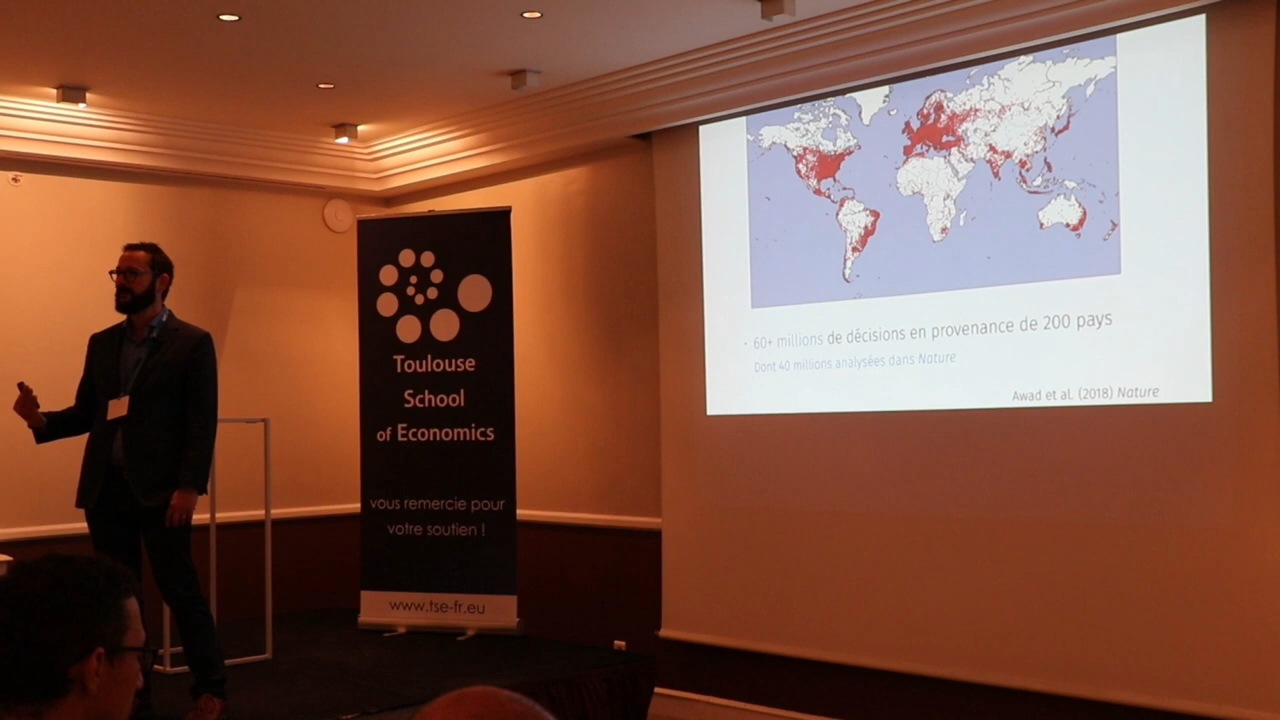 Toulouse
School
of Economics
vous remercie pour
votre soutien !
www.tse-fr.eu
- 60+ millions de décisions en provenance de 200 pays
Dont 40 millions analysées dans Nature
Awad et al. (2018) Nature